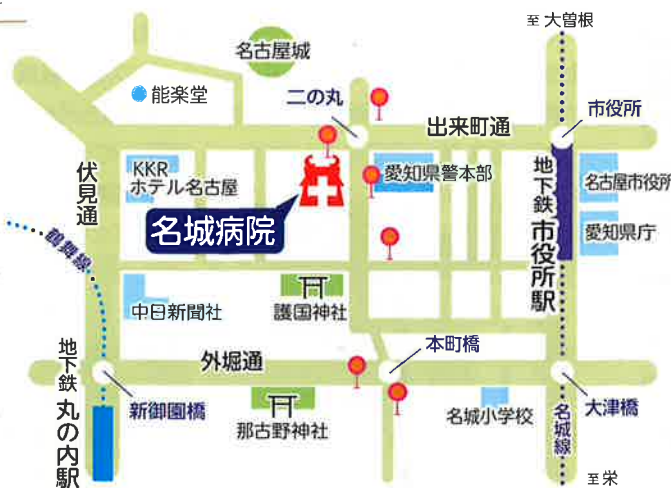 至 大曽根
名古屋城
能楽堂
二の丸
出来町通
市役所
KKR
ホテル名古屋
愛知県警本部
名古屋市役所
伏見通
地下鉄 市役所駅
名城病院
愛知県庁
鶴舞線
中日新聞社
護国神社
本町橋
外堀通
地下鉄 丸の内駅
新御園橋
那古野神社
名城小学校
大津橋
名城線
至 栄